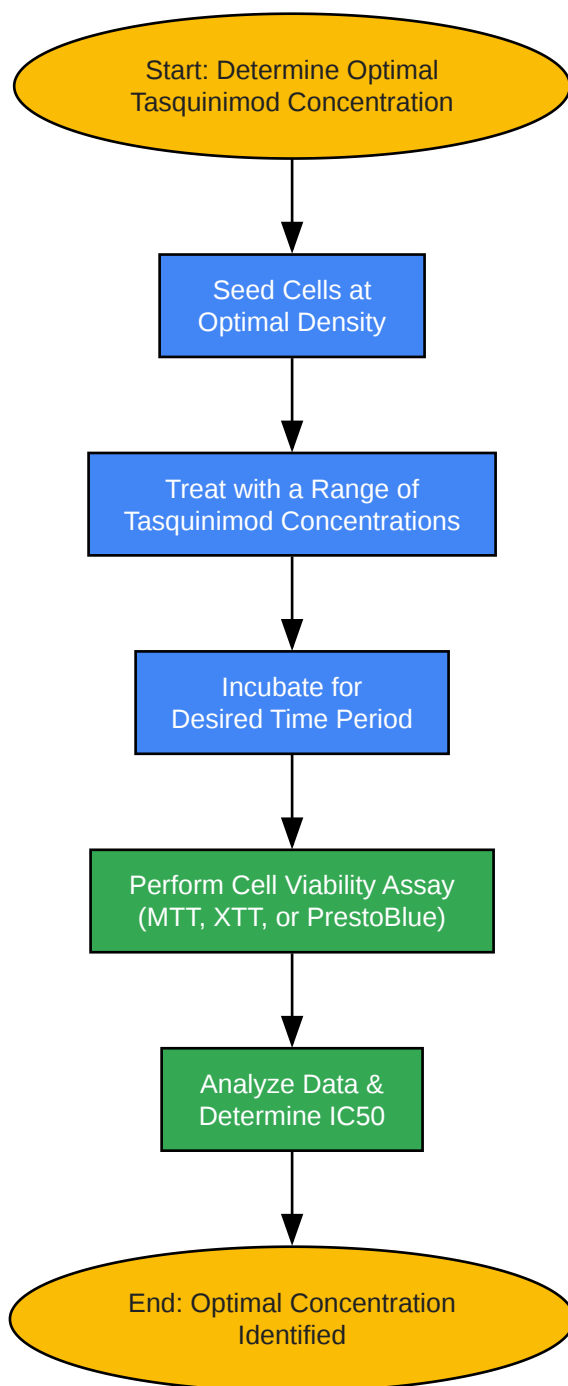 Start: Determine Optimal
Tasquinimod Concentration
Seed Cells at
Optimal Density
Treat with a Range of
Tasquinimod Concentrations
Incubate for
Desired Time Period
Perform Cell Viability Assay
(MTT, XTT, or PrestoBlue)
Analyze Data &
Determine IC50
End: Optimal Concentration
Identified